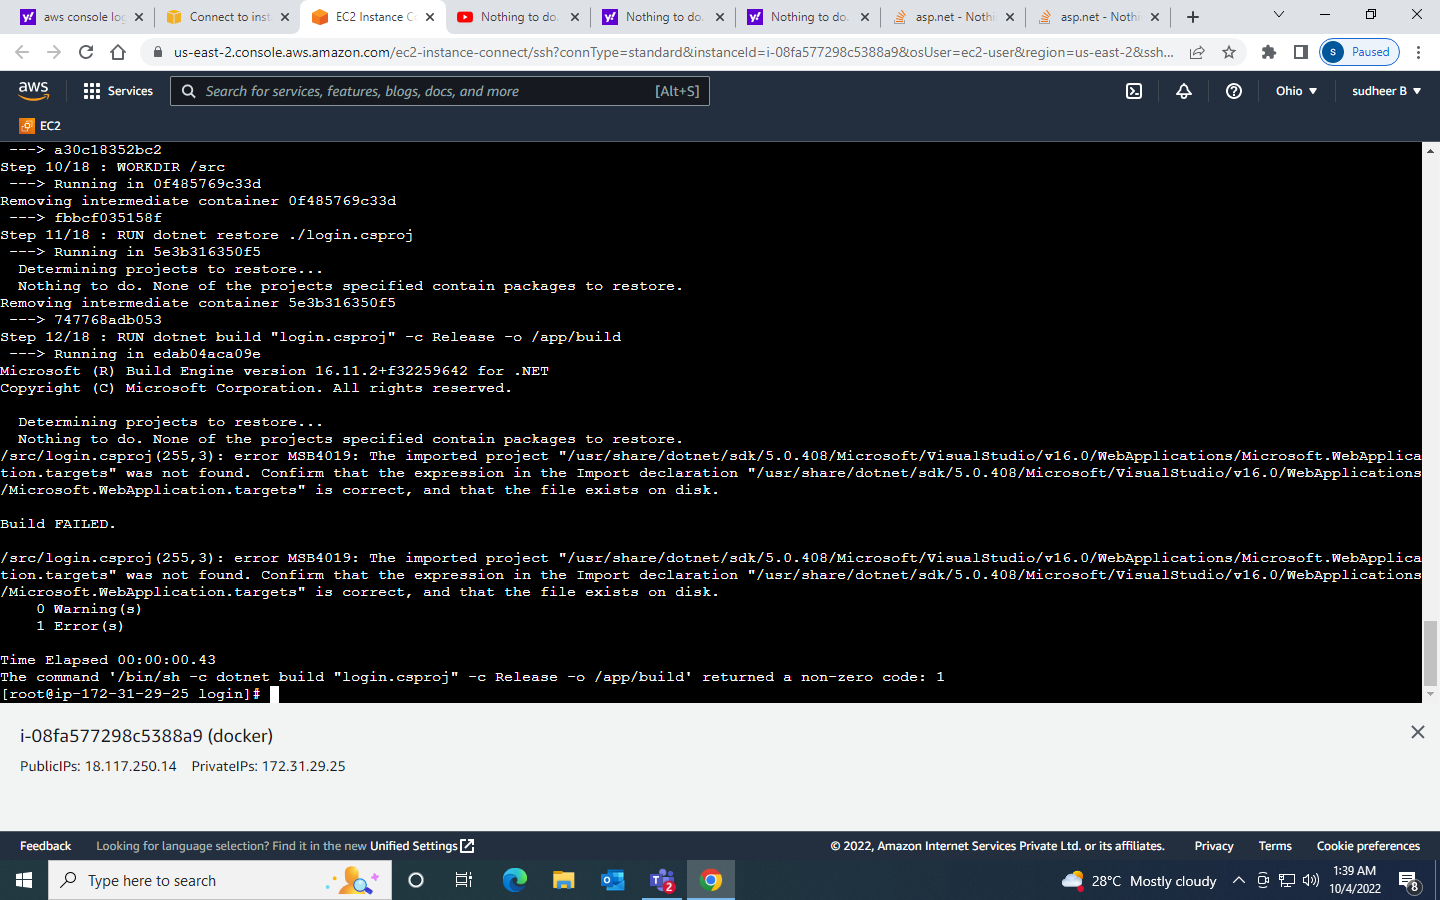 aws console log
Connect to inst
EC2 Instance C
Nothing to do.
Nothing to do.
Nothing to do.
asp.net - Nothi
asp.net - Nothi
us-east-2.console.aws.amazon.com/ec2-instance-connect/ssh?connType=standard&instanceId=i-08fa577298c5388a9&osUser=ec2-user&region=us-east-2&ssh...
s Paused
aws
Services
Search for services, features, blogs, docs, and more [Alt+S]
Ohio ▼
sudheer B ▼
EC2
---> a30c18352bc2
Step 10/18 : WORKDIR /src
---> Running in 0f485769c33d
Removing intermediate container 0f485769c33d
---> fbbcf035158f
Step 11/18 : RUN dotnet restore ./login.csproj
---> Running in 5e3b316350f5
Determining projects to restore...
Nothing to do. None of the projects specified contain packages to restore.
Removing intermediate container 5e3b316350f5
---> 747768adb053
Step 12/18 : RUN dotnet build "login.csproj" -c Release -o /app/build
---> Running in edab04aca09e
Microsoft (R) Build Engine version 16.11.2+f32259642 for .NET
Copyright (C) Microsoft Corporation. All rights reserved.
Determining projects to restore...
Nothing to do. None of the projects specified contain packages to restore.
/src/login.csproj(255,3): error MSB4019: The imported project "/usr/share/dotnet/sdk/5.0.408/Microsoft/VisualStudio/v16.0/WebApplications/Microsoft.WebApplica
tion.targets" was not found. Confirm that the expression in the Import declaration "/usr/share/dotnet/sdk/5.0.408/Microsoft/VisualStudio/v16.0/WebApplications
/Microsoft.WebApplication.targets" is correct, and that the file exists on disk.
Build FAILED.
/src/login.csproj(255,3): error MSB4019: The imported project "/usr/share/dotnet/sdk/5.0.408/Microsoft/VisualStudio/v16.0/WebApplications/Microsoft.WebApplica
tion.targets" was not found. Confirm that the expression in the Import declaration "/usr/share/dotnet/sdk/5.0.408/Microsoft/VisualStudio/v16.0/WebApplications
/Microsoft.WebApplication.targets" is correct, and that the file exists on disk.
0 Warning(s)
1 Error(s)
Time Elapsed 00:00:00.43
The command '/bin/sh -c dotnet build "login.csproj" -c Release -o /app/build' returned a non-zero code: 1
[root@ip-172-31-29-25 login]#
i-08fa577298c5388a9 (docker)
PublicIPs: 18.117.250.14 PrivateIPs: 172.31.29.25
Feedback Looking for language selection? Find it in the new Unified Settings © 2022, Amazon Internet Services Private Ltd. or its affiliates. Privacy Terms Cookie preferences
Type here to search
2
28°C Mostly cloudy
1:39 AM
10/4/2022
8